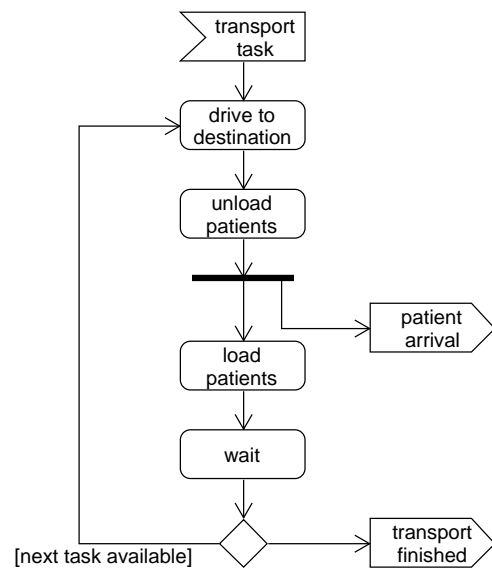 transport
task
drive to
destination
unload
patients
patient
arrival
load
patients
wait
[next task available]
transport
finished